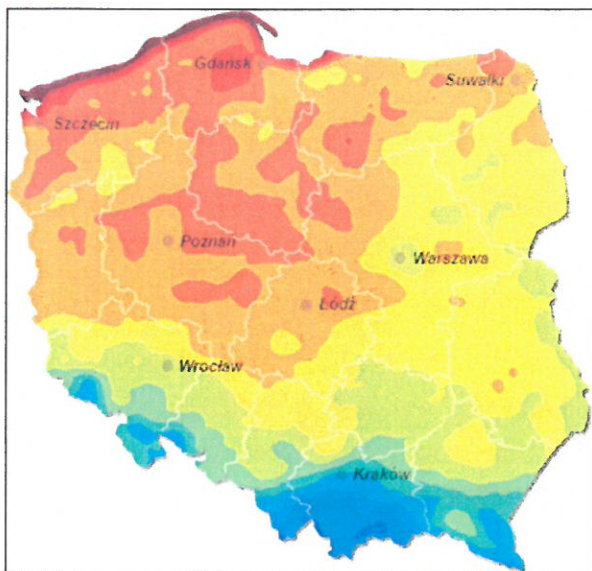 Gdańsk
Suwałki
Szczecin
Poznań
Warszawa
Łódź
Wrocław
Kraków